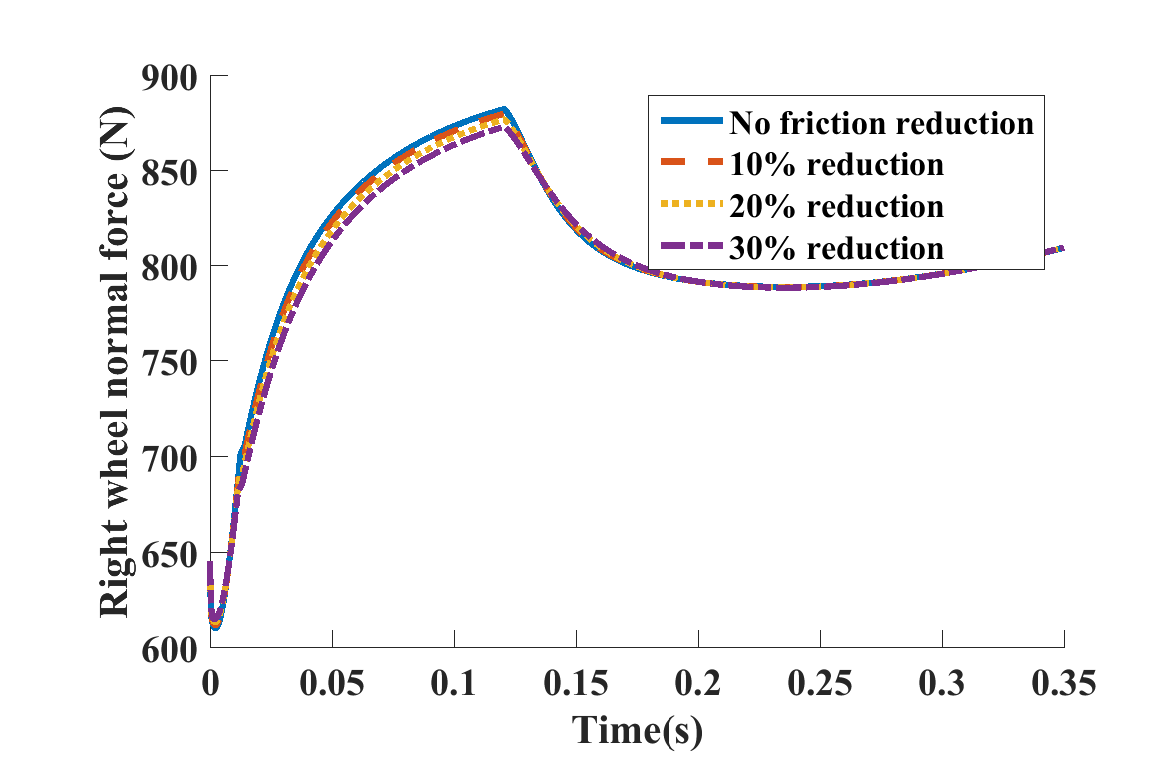 900
850
800
750
700
650
600
Right wheel normal force (N)
No friction reduction
10% reduction
20% reduction
30% reduction
0 0.05 0.1 0.15 0.2 0.25 0.3 0.35
Time(s)